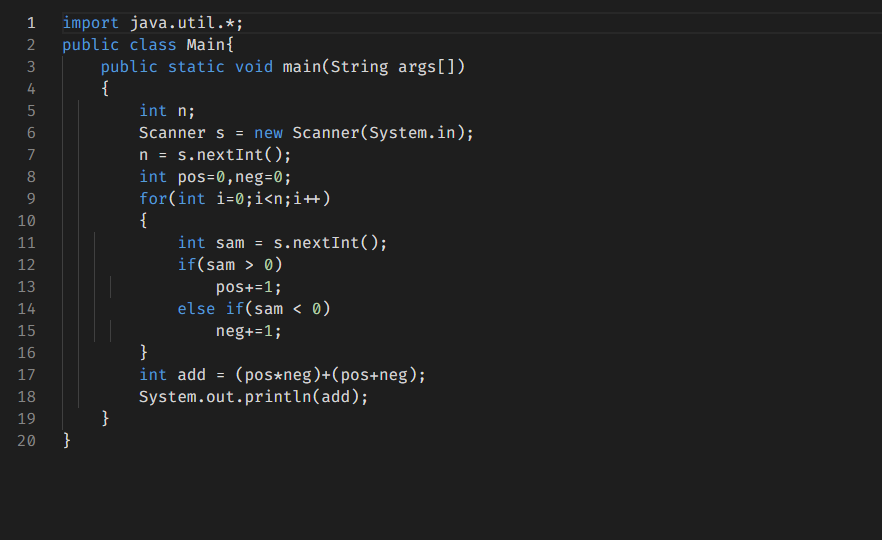 1 import java.util.*;
2 public class Main{
3     public static void main(String args[])
4     {
5         int n;
6         Scanner s = new Scanner(System.in);
7         n = s.nextInt();
8         int pos=0,neg=0;
9         for(int i=0;i<n;i++)
10         {
11             int sam = s.nextInt();
12             if(sam > 0)
13                 pos+=1;
14             else if(sam < 0)
15                 neg+=1;
16         }
17         int add = (pos*neg)+(pos+neg);
18         System.out.println(add);
19     }
20 }